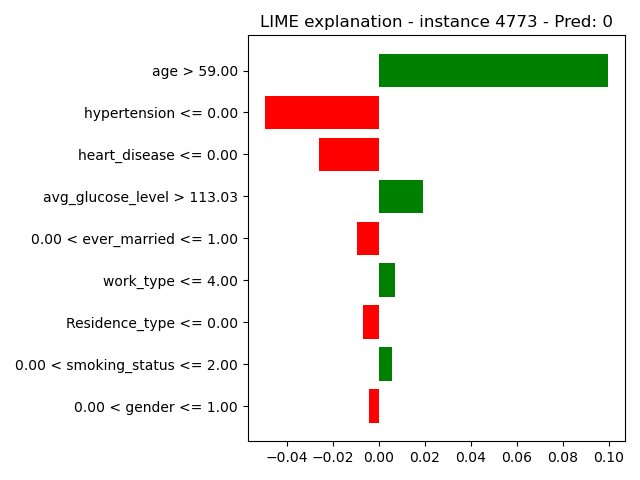 LIME explanation - instance 4773 - Pred: 0
age > 59.00
hypertension <= 0.00
heart_disease <= 0.00
avg_glucose_level > 113.03
0.00 < ever_married <= 1.00
work_type <= 4.00
Residence_type <= 0.00
0.00 < smoking_status <= 2.00
0.00 < gender <= 1.00
−0.04 −0.02 0.00 0.02 0.04 0.06 0.08 0.10